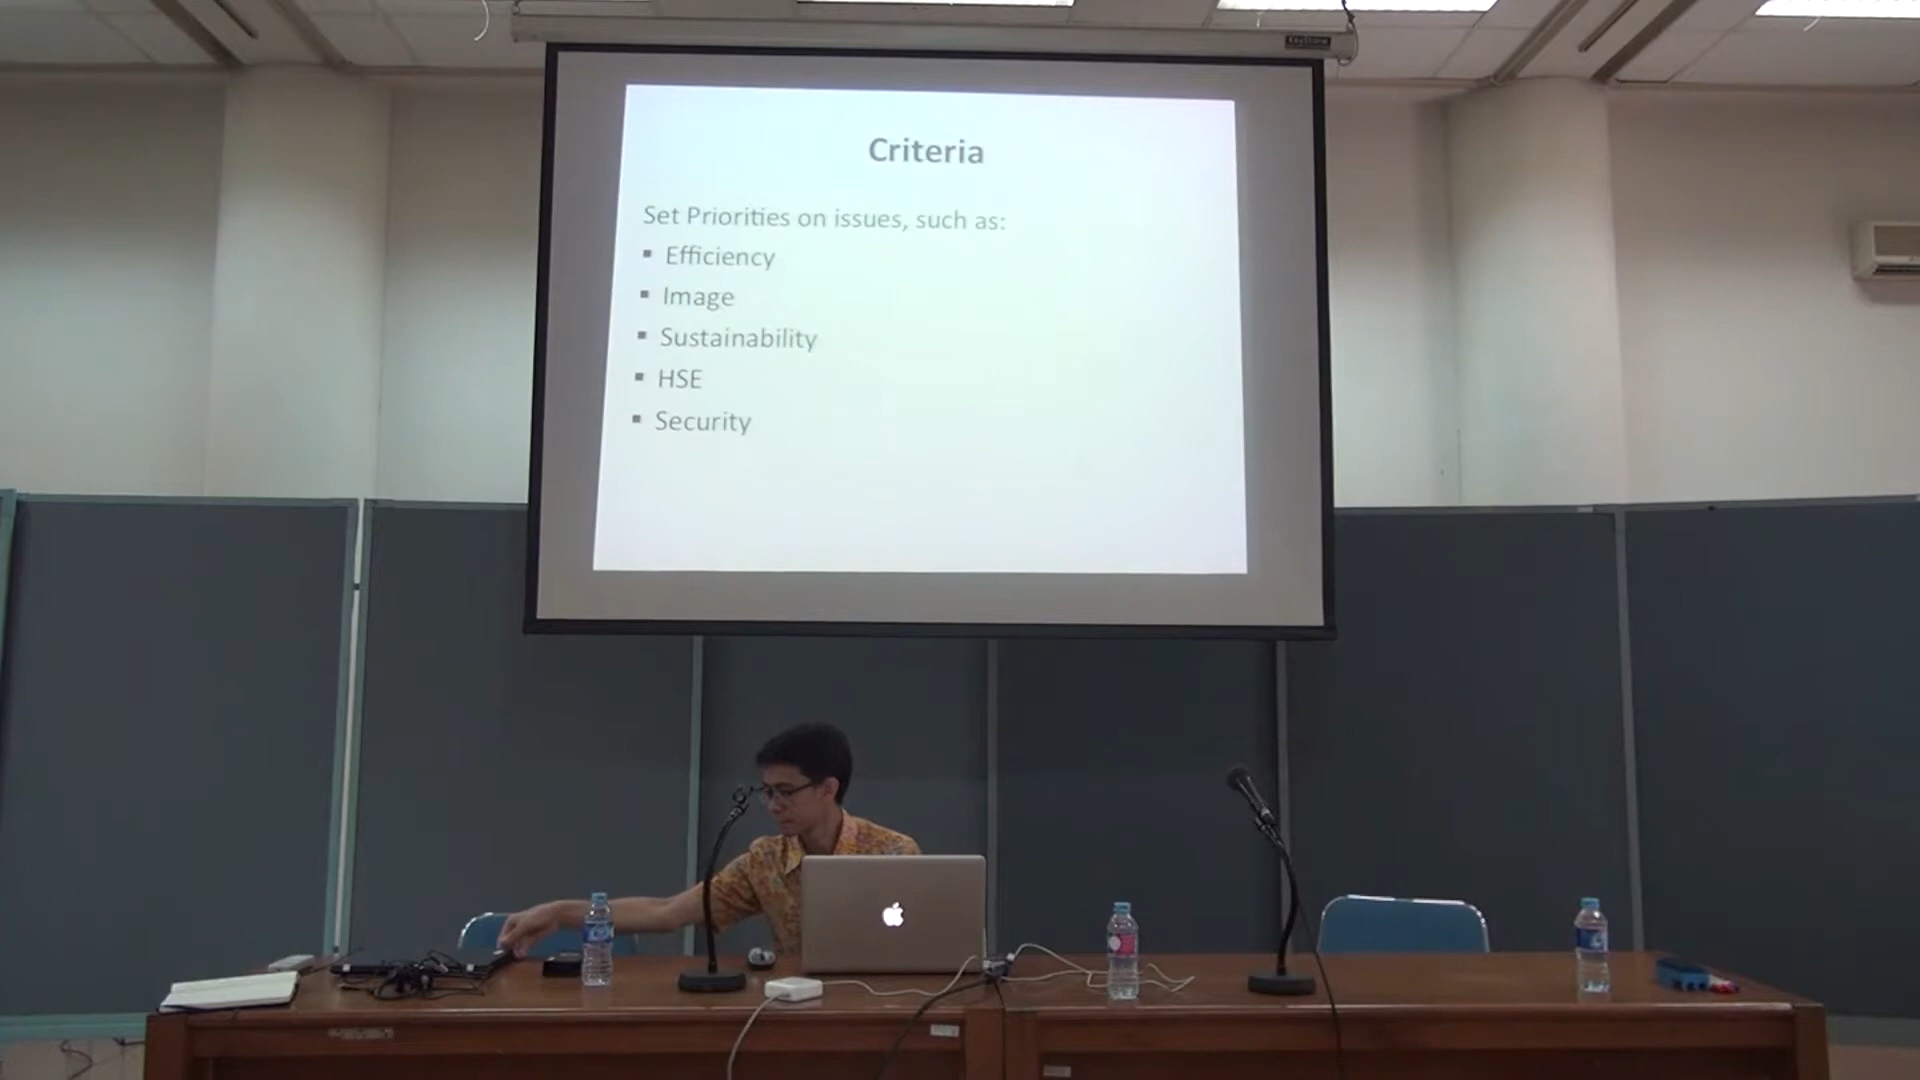 Criteria
Set Priorities on issues, such as:
▪ Efficiency
▪ Image
▪ Sustainability
▪ HSE
▪ Security